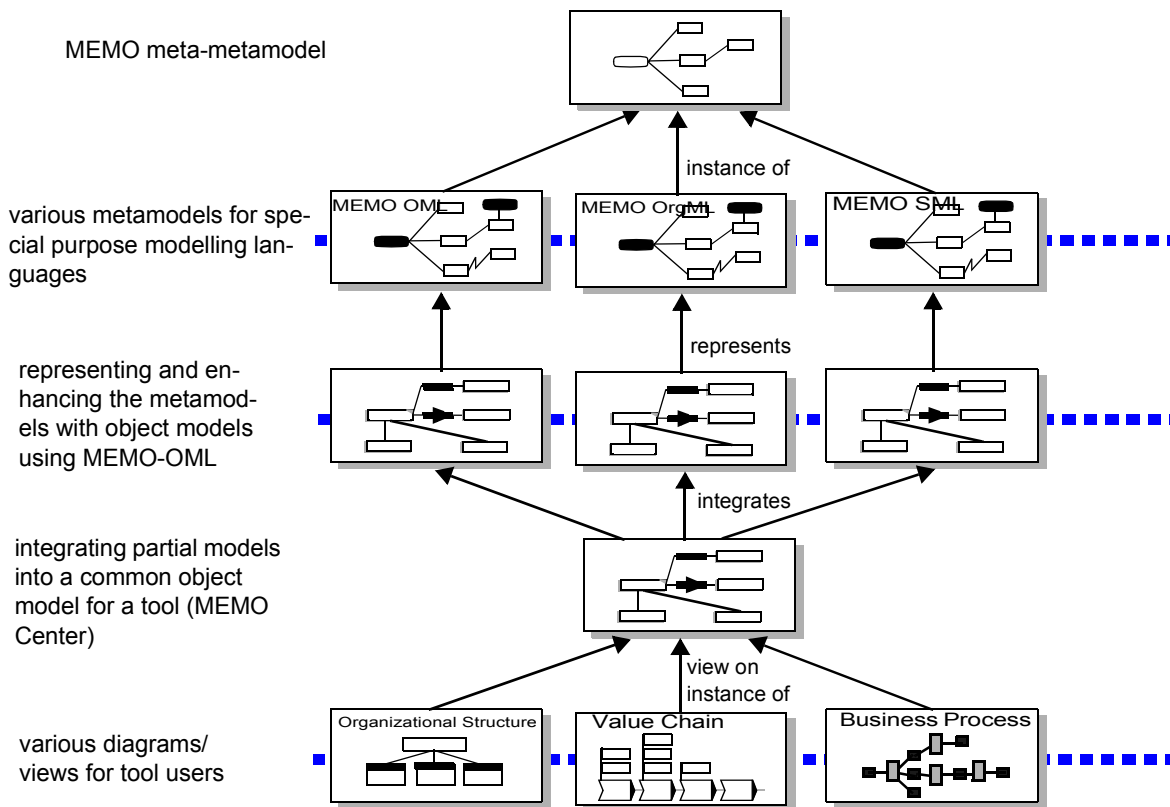 MEMO meta-metamodel
instance of
various metamodels for spe-
cial purpose modelling lan-
guages
MEMO OML
MEMO OrgML
MEMO SML
represents
representing and en-
hancing the metamod-
els with object models
using MEMO-OML
integrates
integrating partial models
into a common object
model for a tool (MEMO
Center)
view on
instance of
various diagrams/
views for tool users
Organizational Structure
Value Chain
Business Process